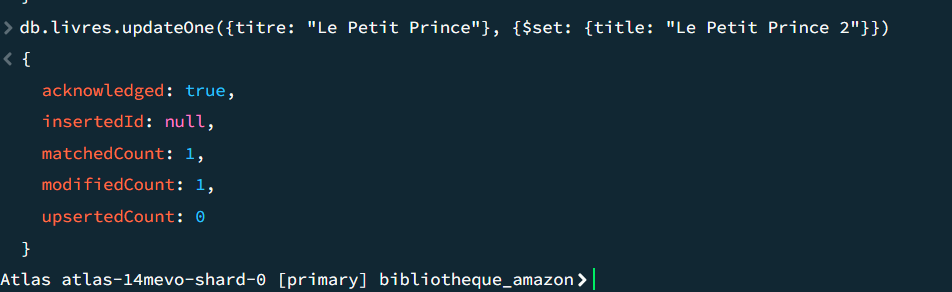 > db.livres.updateOne({titre: "Le Petit Prince"}, {$set: {title: "Le Petit Prince 2"}})
< {
acknowledged: true,
insertedId: null,
matchedCount: 1,
modifiedCount: 1,
upsertedCount: 0
}
Atlas atlas-14mevo-shard-0 [primary] bibliotheque_amazon>